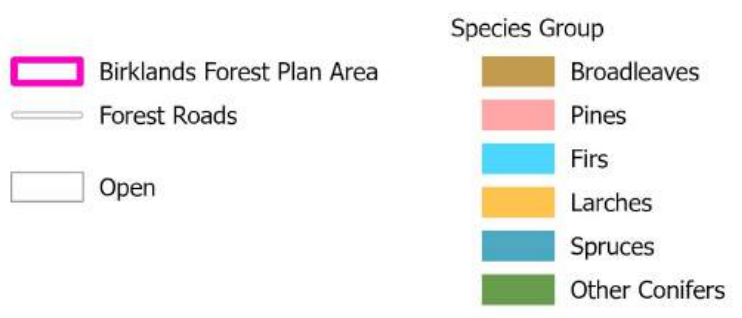 Birklands Forest Plan Area
Forest Roads
Open
Species Group
Broadleaves
Pines
Firs
Larches
Spruces
Other Conifers